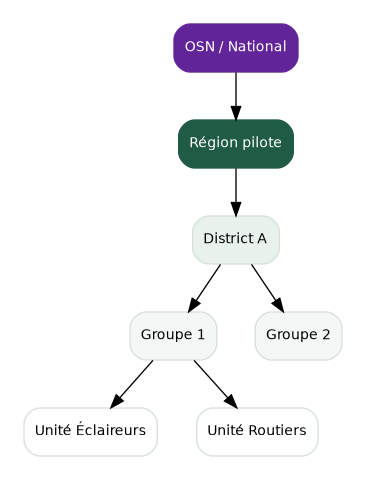 OSN / National
Région pilote
District A
Groupe 1
Groupe 2
Unité Éclaireurs
Unité Routiers